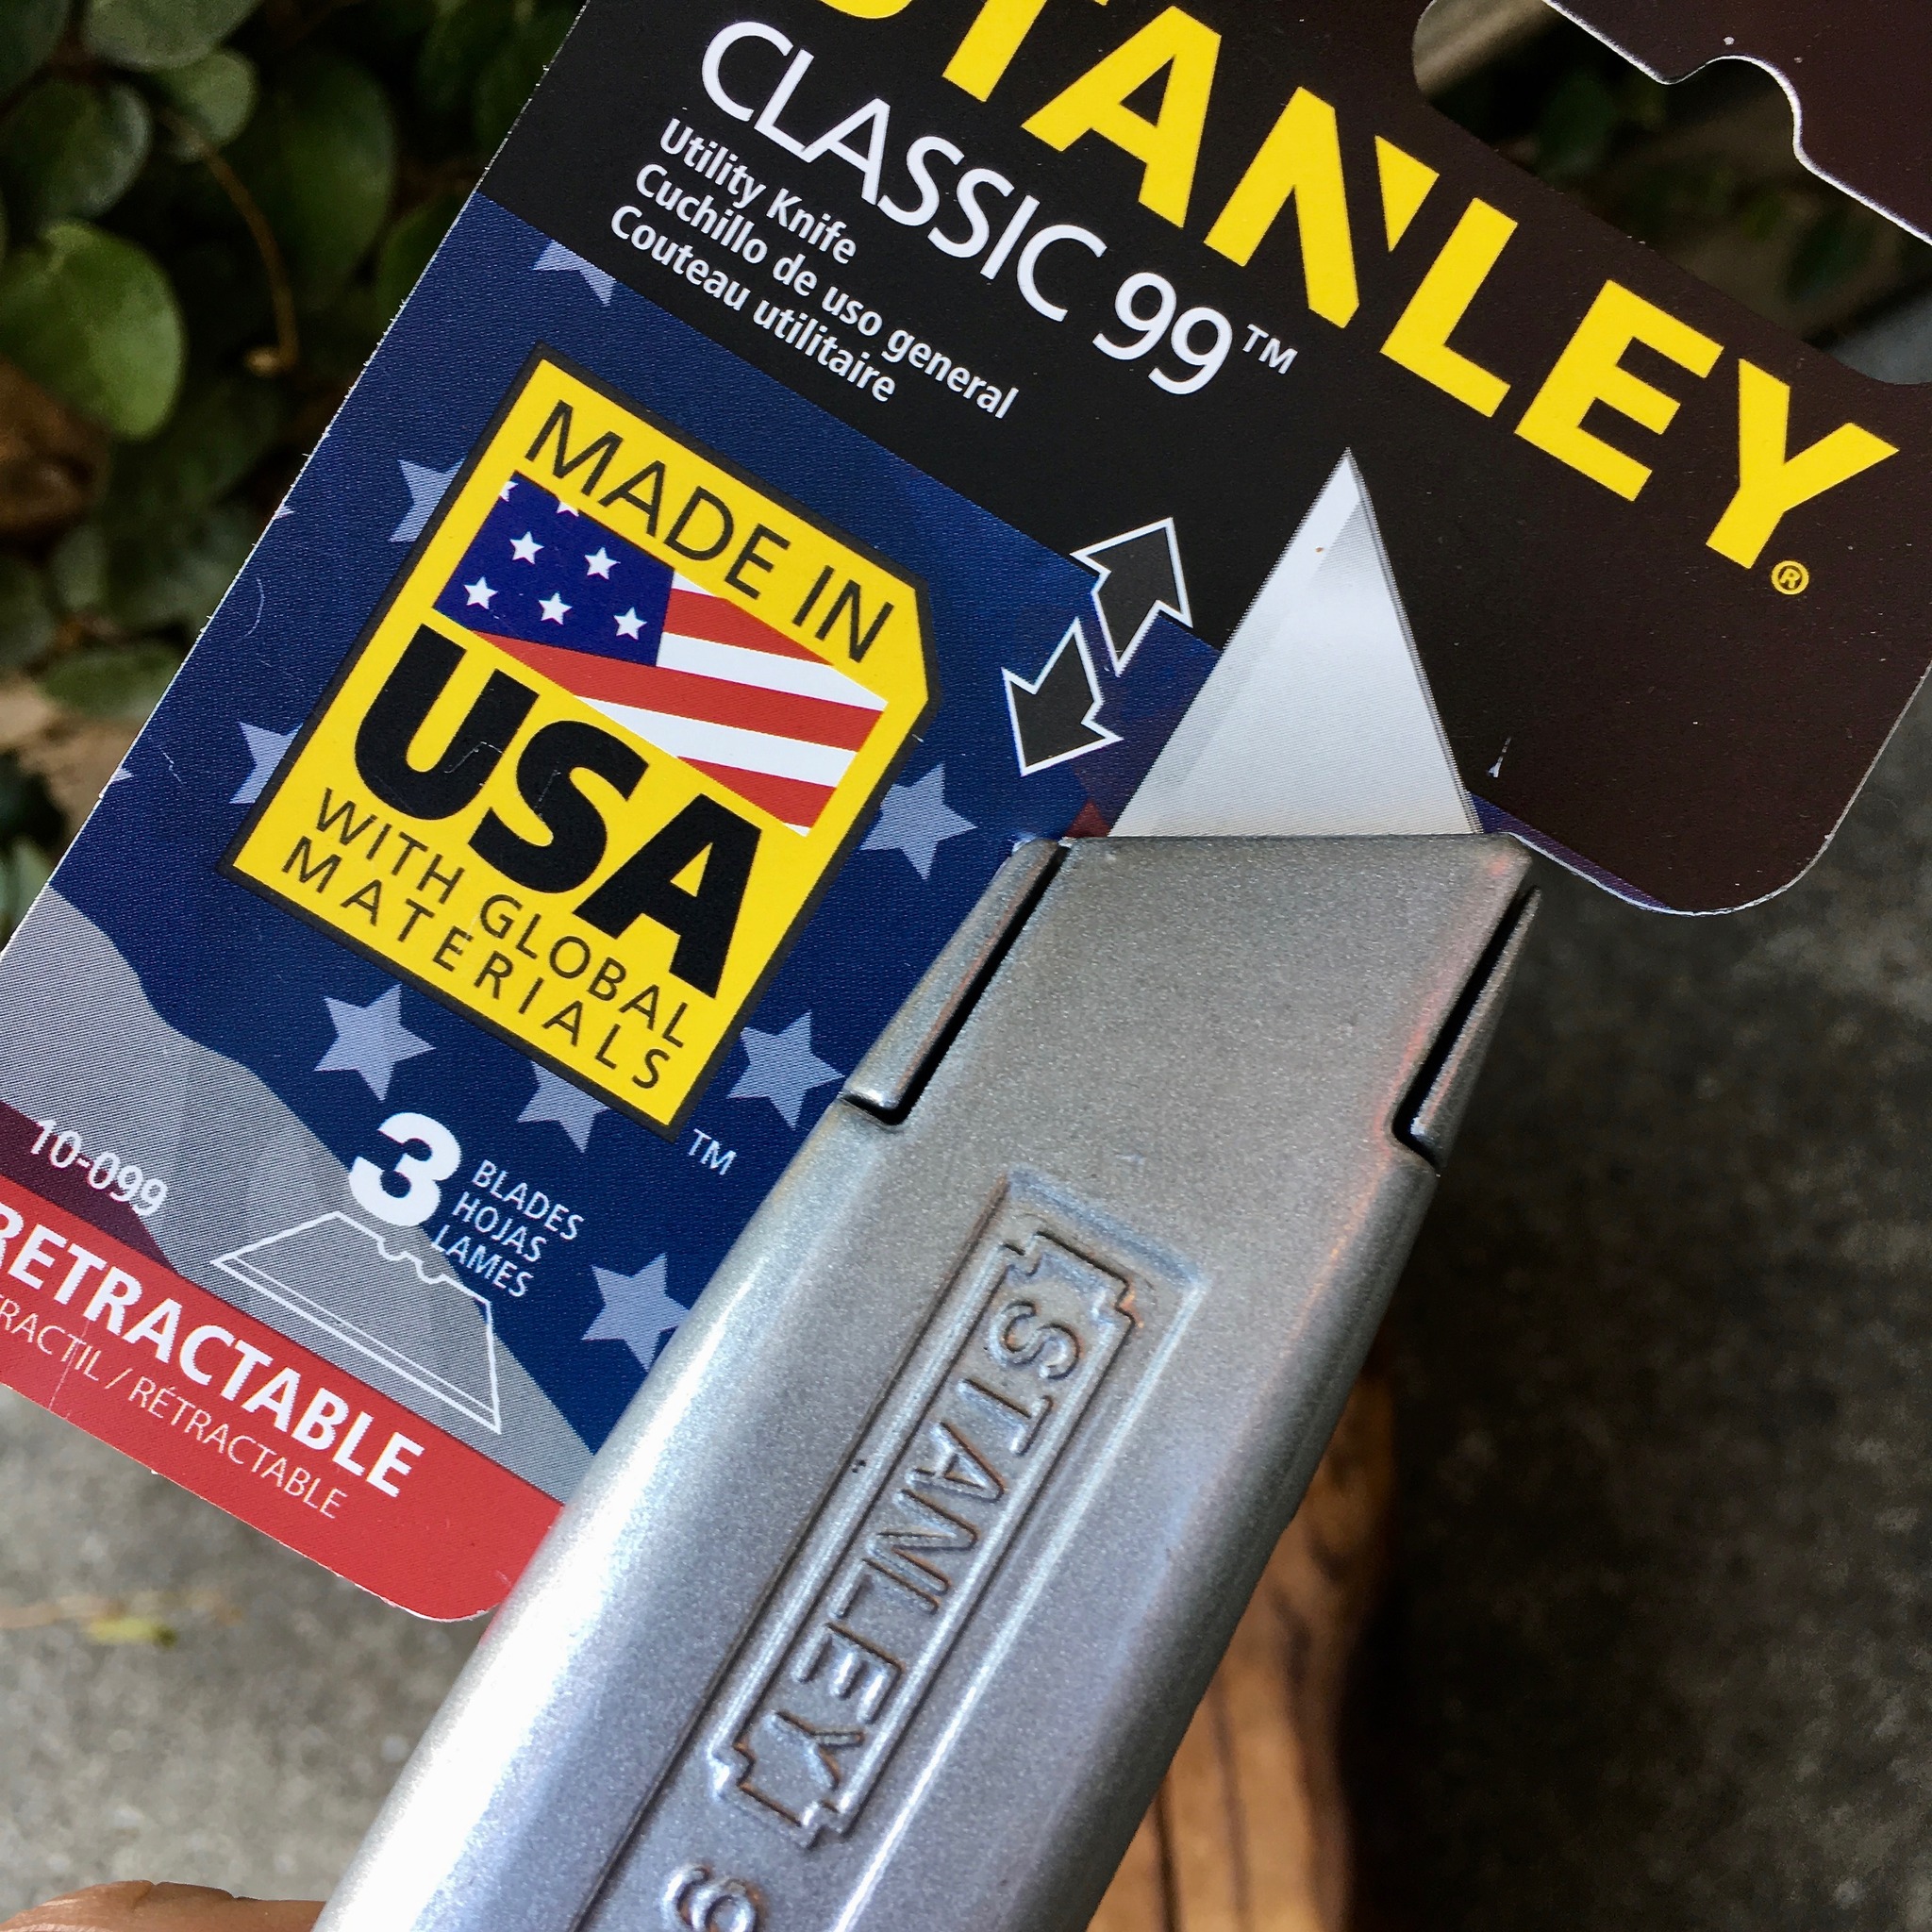 STANLEY®
CLASSIC 99™
Utility Knife
Cuchillo de uso general
Couteau utilitaire
MADE IN
USA
WITH GLOBAL
MATERIALS
™
10-099
3 BLADES
HOJAS
LAMES
RETRACTABLE
RACTIL / RÉTRACTABLE
STANLEY
9